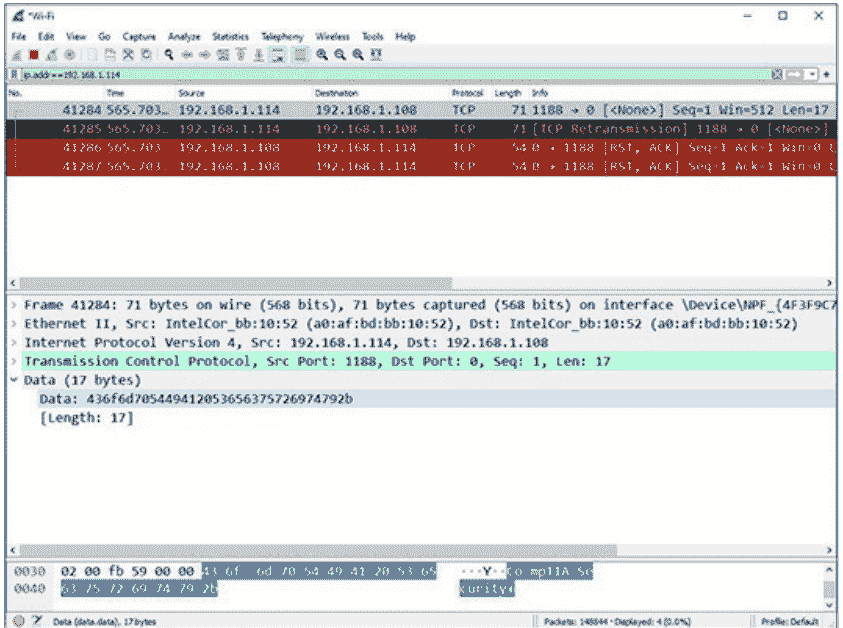 *Wi-Fi
File Edit View Go Capture Analyze Statistics Telephony Wireless Tools Help
ip.addr==192.168.1.114
No. Time Source Destination Protocol Length Info
41284 565.703… 192.168.1.114 192.168.1.108 TCP 71 1188 → 0 [<None>] Seq=1 Win=512 Len=17
41285 565.703… 192.168.1.114 192.168.1.108 TCP 71 [TCP Retransmission] 1188 → 0 [<None>]
41286 565.703 192.168.1.108 192.168.1.114 TCP 54 0 → 1188 [RST, ACK] Seq=1 Ack=1 Win=0 L
41287 565.703. 192.168.1.108 192.168.1.114 TCP 54 0 → 1188 [RST, ACK] Seq=1 Ack=1 Win=0 L
Frame 41284: 71 bytes on wire (568 bits), 71 bytes captured (568 bits) on interface \Device\NPF_{4F3F9C7
Ethernet II, Src: IntelCor_bb:10:52 (a0:af:bd:bb:10:52), Dst: IntelCor_bb:10:52 (a0:af:bd:bb:10:52)
Internet Protocol Version 4, Src: 192.168.1.114, Dst: 192.168.1.108
Transmission Control Protocol, Src Port: 1188, Dst Port: 0, Seq: 1, Len: 17
Data (17 bytes)
Data: 436f6d705449412053656375726974792b
[Length: 17]
0030 02 00 fb 59 00 00 43 6f 6d 70 54 49 41 20 53 65 ···Y··Co mpTIA Se
0040 63 75 72 69 74 79 2b curity+
Data (data.data), 17 bytes
Packets: 148844 · Displayed: 4 (0.0%)
Profile: Default